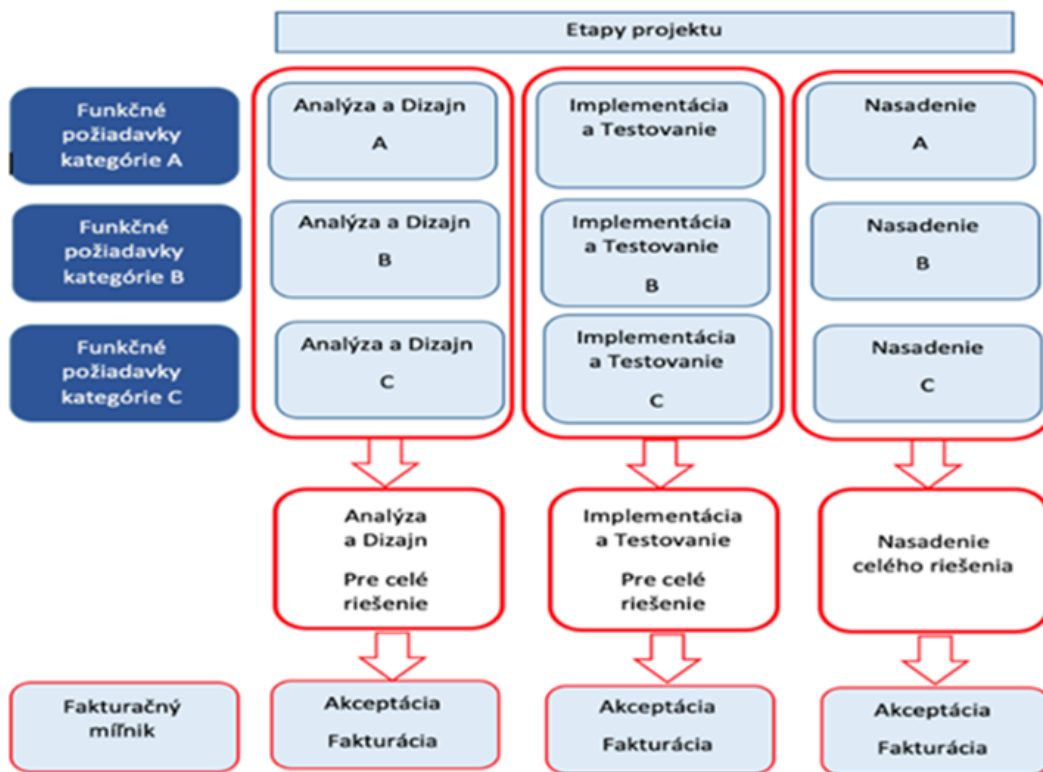 Etapy projektu
Funkčné
požiadavky
kategórie A
Analýza a Dizajn
A
Implementácia
a Testovanie
Nasadenie
A
Funkčné
požiadavky
kategórie B
Analýza a Dizajn
B
Implementácia
a Testovanie
B
Nasadenie
B
Funkčné
požiadavky
kategórie C
Analýza a Dizajn
C
Implementácia
a Testovanie
C
Nasadenie
C
Analýza
a Dizajn
Pre celé
riešenie
Implementácia
a Testovanie
Pre celé
riešenie
Nasadenie
celého riešenia
Fakturačný
míľnik
Akceptácia
Fakturácia
Akceptácia
Fakturácia
Akceptácia
Fakturácia